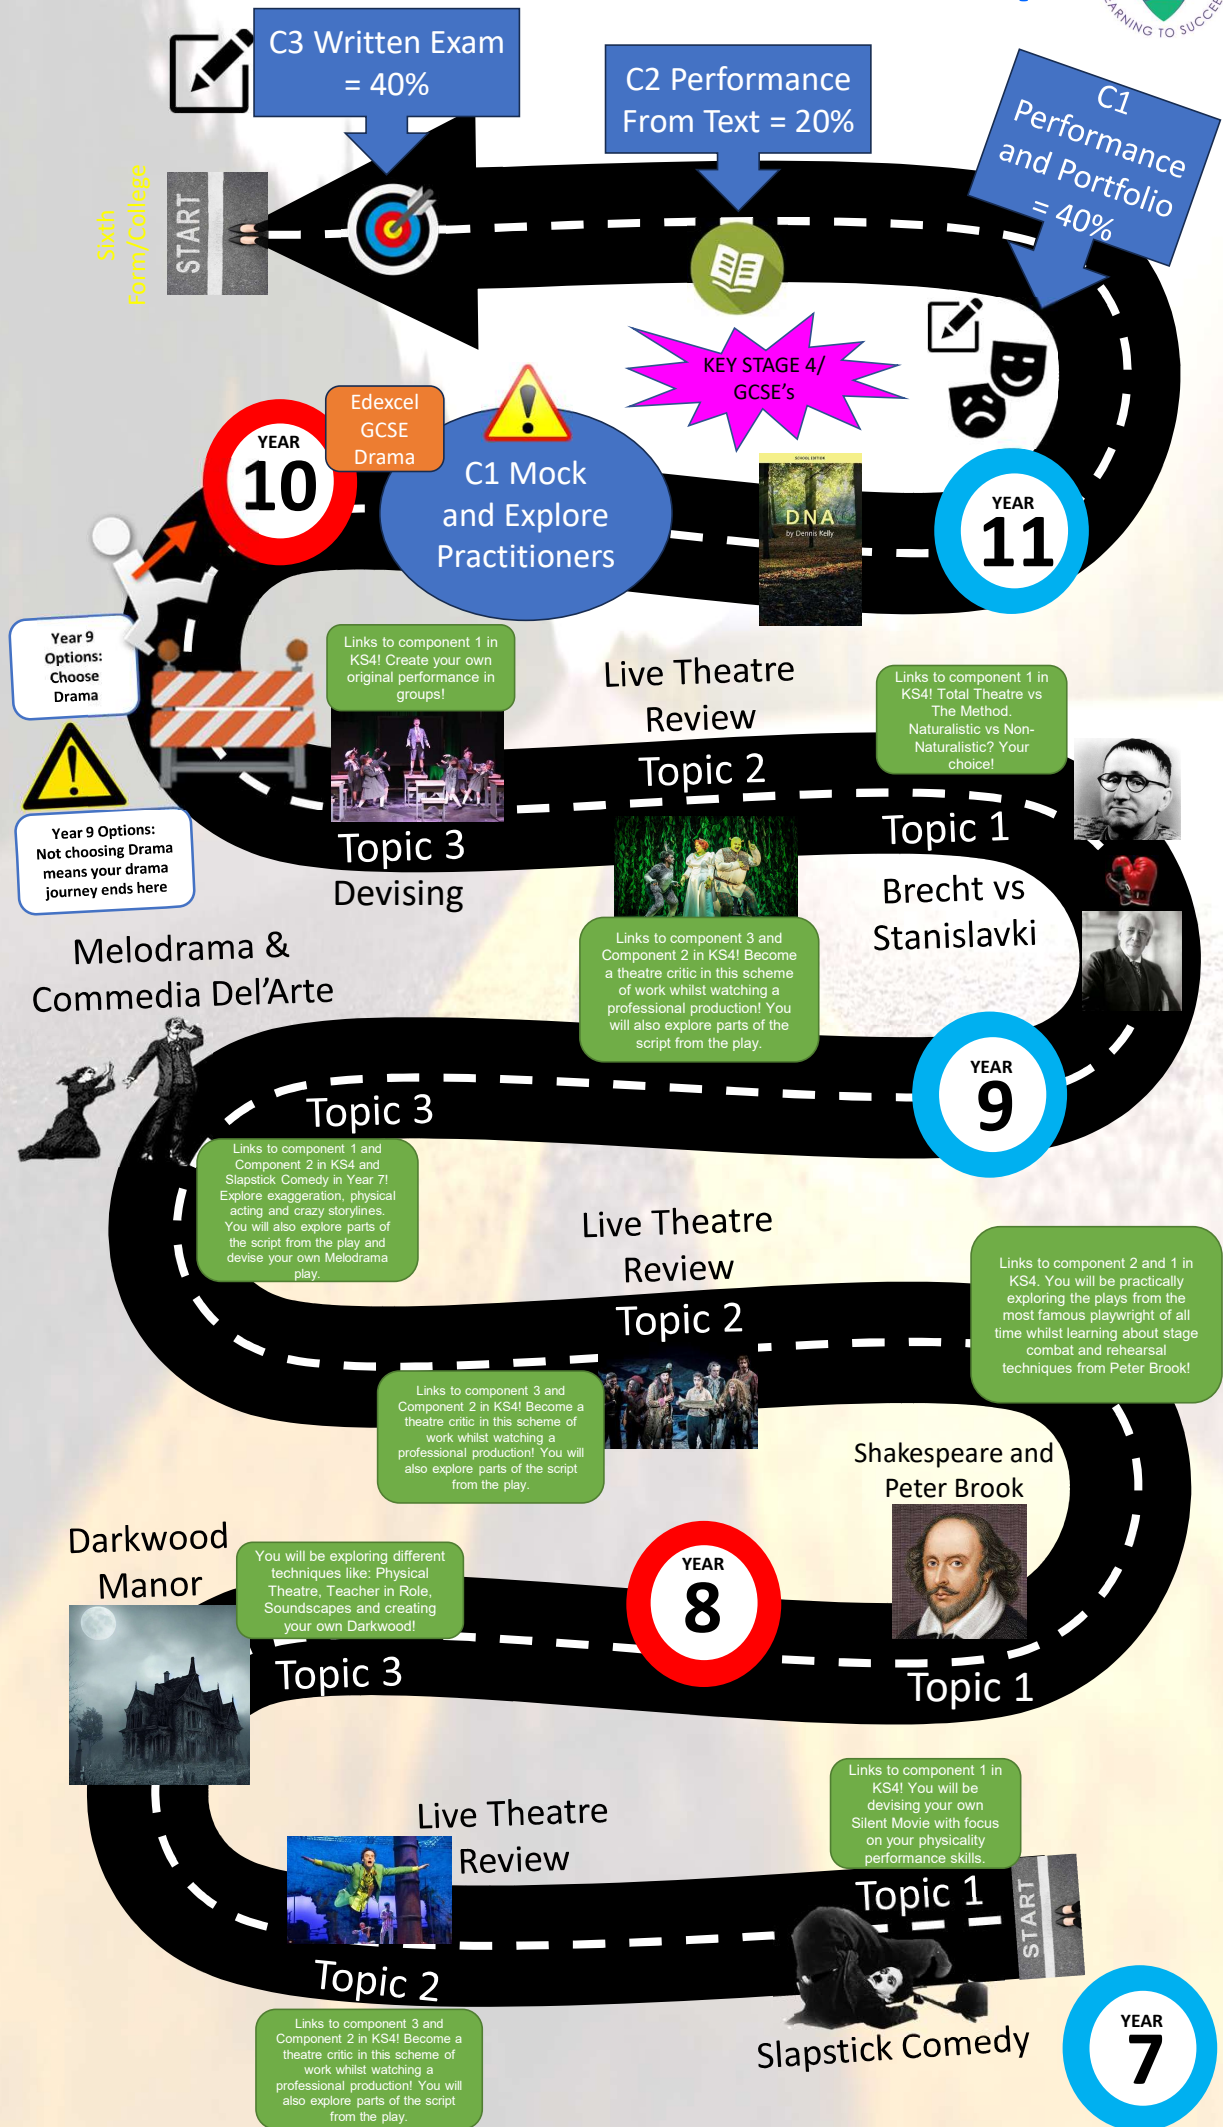 LEARNING TO SUCCEED
C3 Written Exam
= 40%
C2 Performance
From Text = 20%
C1
Performance
and Portfolio
= 40%
Sixth
Form/College
START
KEY STAGE 4/
GCSE's
YEAR
10
Edexcel
GCSE
Drama
C1 Mock
and Explore
Practitioners
SCHOOL EDITION
DNA
by Dennis Kelly
YEAR
11
Year 9
Options:
Choose
Drama
Year 9 Options:
Not choosing Drama
means your drama
journey ends here
Links to component 1 in
KS4! Create your own
original performance in
groups!
Topic 3
Devising
Live Theatre
Review
Topic 2
Links to component 3 and
Component 2 in KS4! Become
a theatre critic in this scheme
of work whilst watching a
professional production! You
will also explore parts of the
script from the play.
Links to component 1 in
KS4! Total Theatre vs
The Method.
Naturalistic vs Non-
Naturalistic? Your
choice!
Topic 1
Brecht vs
Stanislavki
YEAR
9
Melodrama &
Commedia Del'Arte
Topic 3
Links to component 1 and
Component 2 in KS4 and
Slapstick Comedy in Year 7!
Explore exaggeration, physical
acting and crazy storylines.
You will also explore parts of
the script from the play and
devise your own Melodrama
play.
Live Theatre
Review
Topic 2
Links to component 3 and
Component 2 in KS4! Become a
theatre critic in this scheme of
work whilst watching a
professional production! You will
also explore parts of the script
from the play.
Links to component 2 and 1 in
KS4. You will be practically
exploring the plays from the
most famous playwright of all
time whilst learning about stage
combat and rehearsal
techniques from Peter Brook!
Shakespeare and
Peter Brook
Topic 1
YEAR
8
Darkwood
Manor
You will be exploring different
techniques like: Physical
Theatre, Teacher in Role,
Soundscapes and creating
your own Darkwood!
Topic 3
Live Theatre
Review
Topic 2
Links to component 3 and
Component 2 in KS4! Become a
theatre critic in this scheme of
work whilst watching a
professional production! You will
also explore parts of the script
from the play.
Links to component 1 in
KS4! You will be
devising your own
Silent Movie with focus
on your physicality
performance skills.
Topic 1
START
Slapstick Comedy
YEAR
7